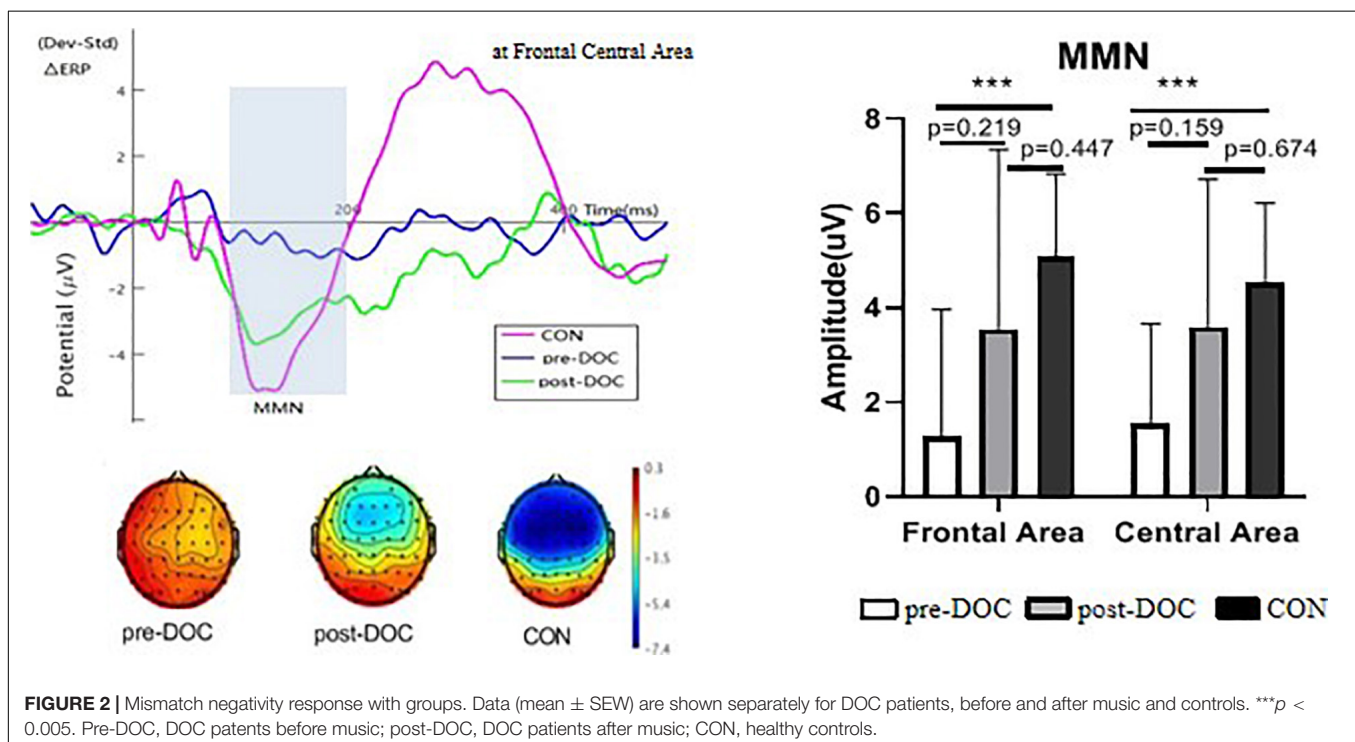 (Dev-Std)
△ERP
at Frontal Central Area
4
2
200
400
Time(ms)
-2
-4
Potential (μV)
MMN
CON
pre-DOC
post-DOC
0.3
-1.6
-3.5
-5.4
-7.4
pre-DOC
post-DOC
CON
MMN
*** ***
p=0.219 p=0.159
p=0.447 p=0.674
8
6
4
2
0
Amplitude(uV)
Frontal Area Central Area
pre-DOC post-DOC CON
FIGURE 2 | Mismatch negativity response with groups. Data (mean ± SEW) are shown separately for DOC patients, before and after music and controls. ***p <
0.005. Pre-DOC, DOC patents before music; post-DOC, DOC patients after music; CON, healthy controls.